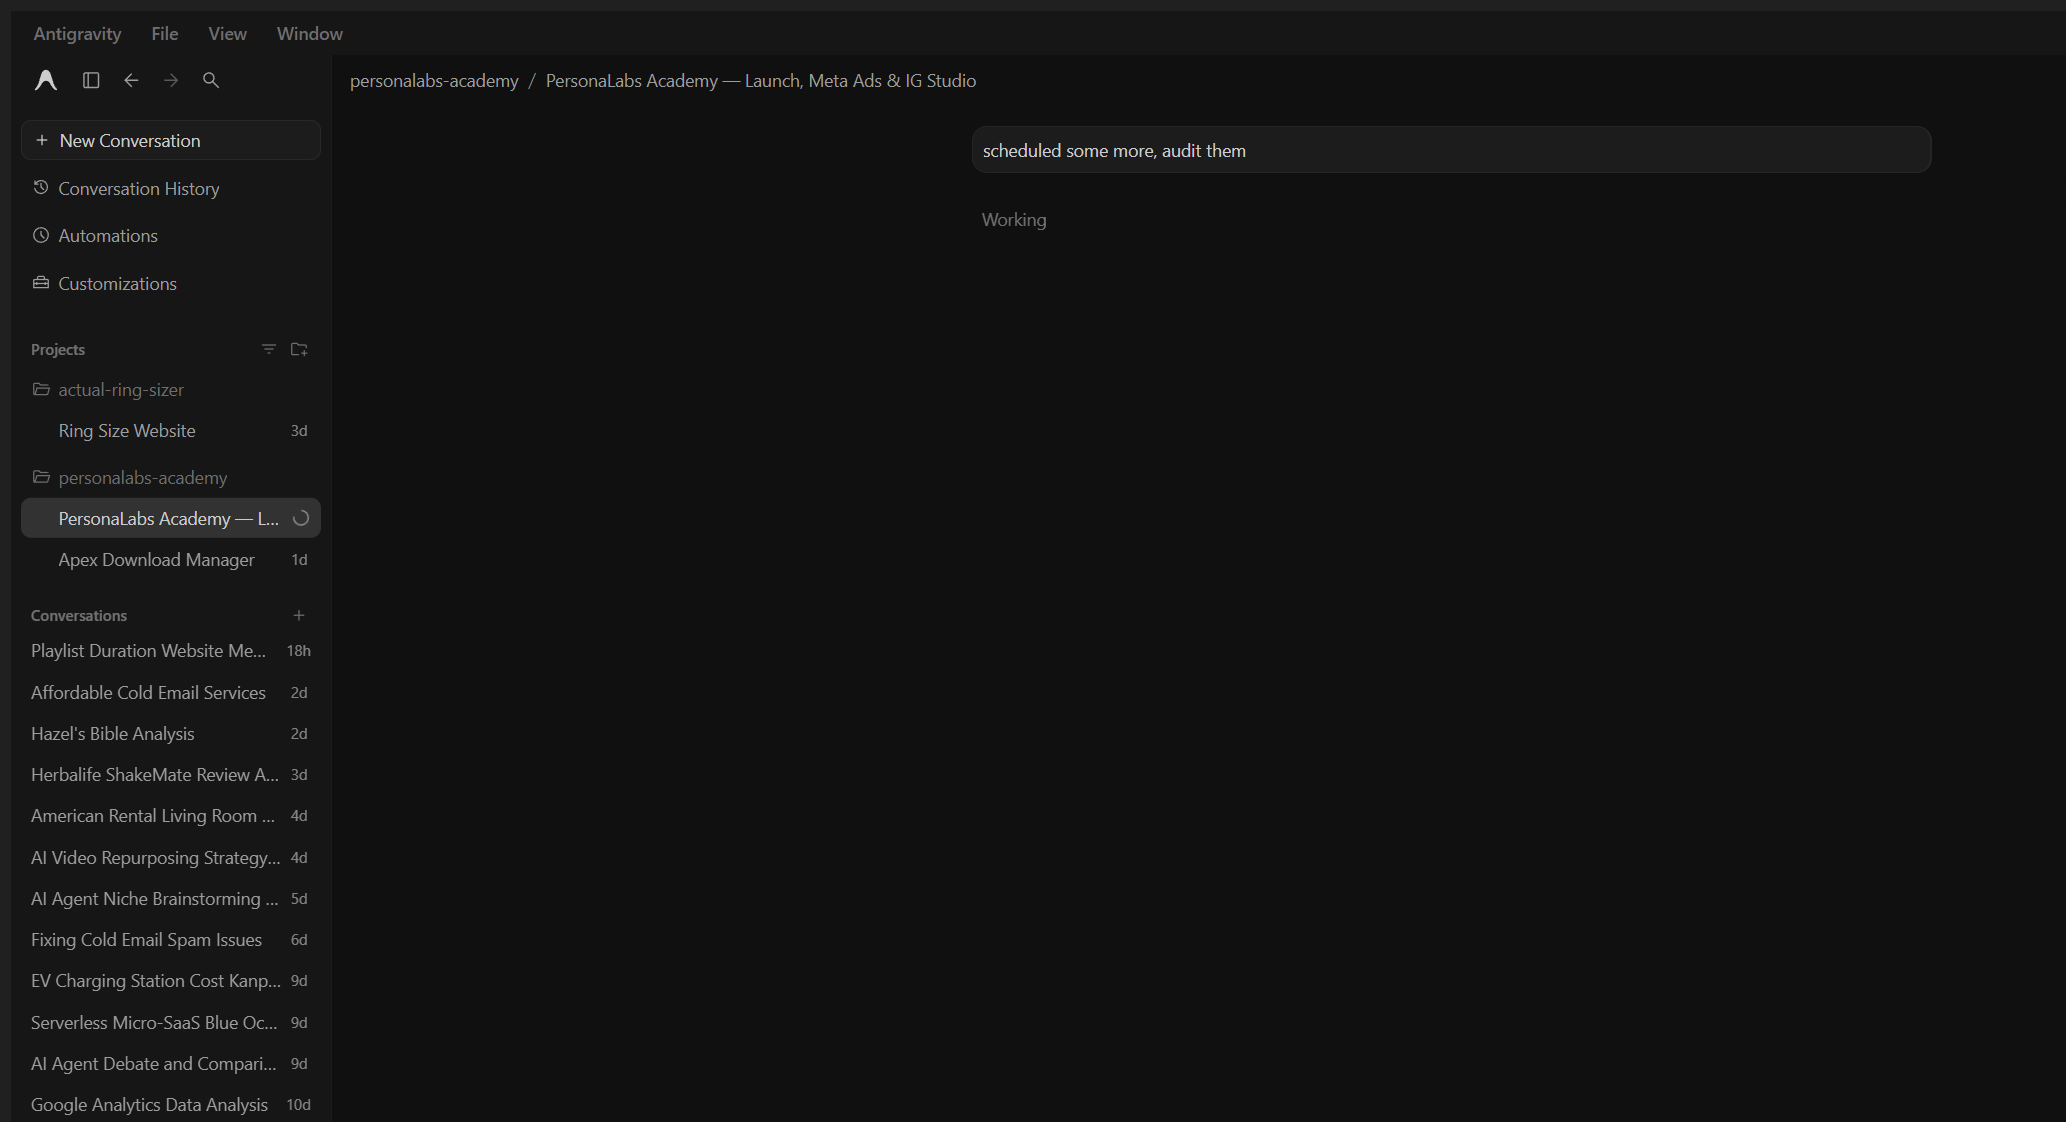 Antigravity File View Window
personalabs-academy / PersonaLabs Academy — Launch, Meta Ads & IG Studio
New Conversation
Conversation History
Automations
Customizations
Projects
actual-ring-sizer
Ring Size Website 3d
personalabs-academy
PersonaLabs Academy — L...
Apex Download Manager 1d
Conversations
Playlist Duration Website Me... 18h
Affordable Cold Email Services 2d
Hazel's Bible Analysis 2d
Herbalife ShakeMate Review A... 3d
American Rental Living Room ... 4d
AI Video Repurposing Strategy... 4d
AI Agent Niche Brainstorming ... 5d
Fixing Cold Email Spam Issues 6d
EV Charging Station Cost Kanp... 9d
Serverless Micro-SaaS Blue Oc... 9d
AI Agent Debate and Compari... 9d
Google Analytics Data Analysis 10d
scheduled some more, audit them
Working